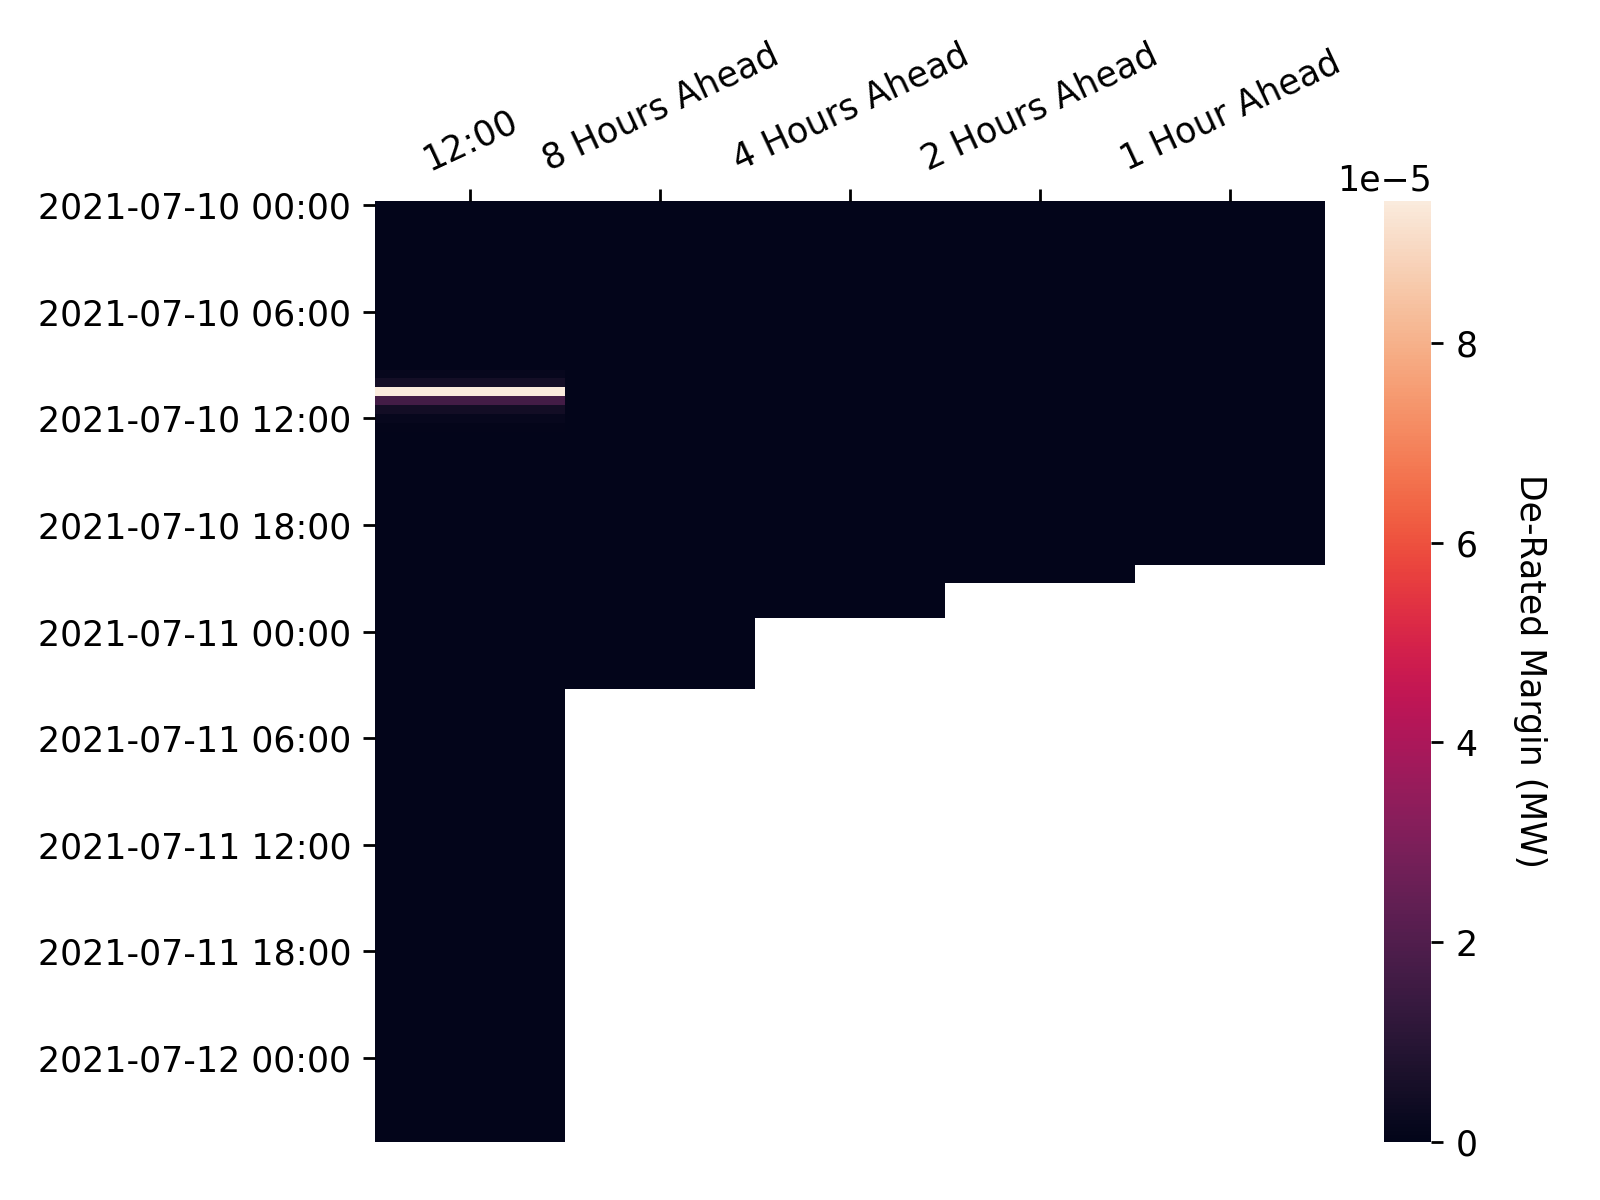 12:00
8 Hours Ahead
4 Hours Ahead
2 Hours Ahead
1 Hour Ahead
1e−5
2021-07-10 00:00
2021-07-10 06:00
2021-07-10 12:00
2021-07-10 18:00
2021-07-11 00:00
2021-07-11 06:00
2021-07-11 12:00
2021-07-11 18:00
2021-07-12 00:00
8
6
4
2
0
De-Rated Margin (MW)